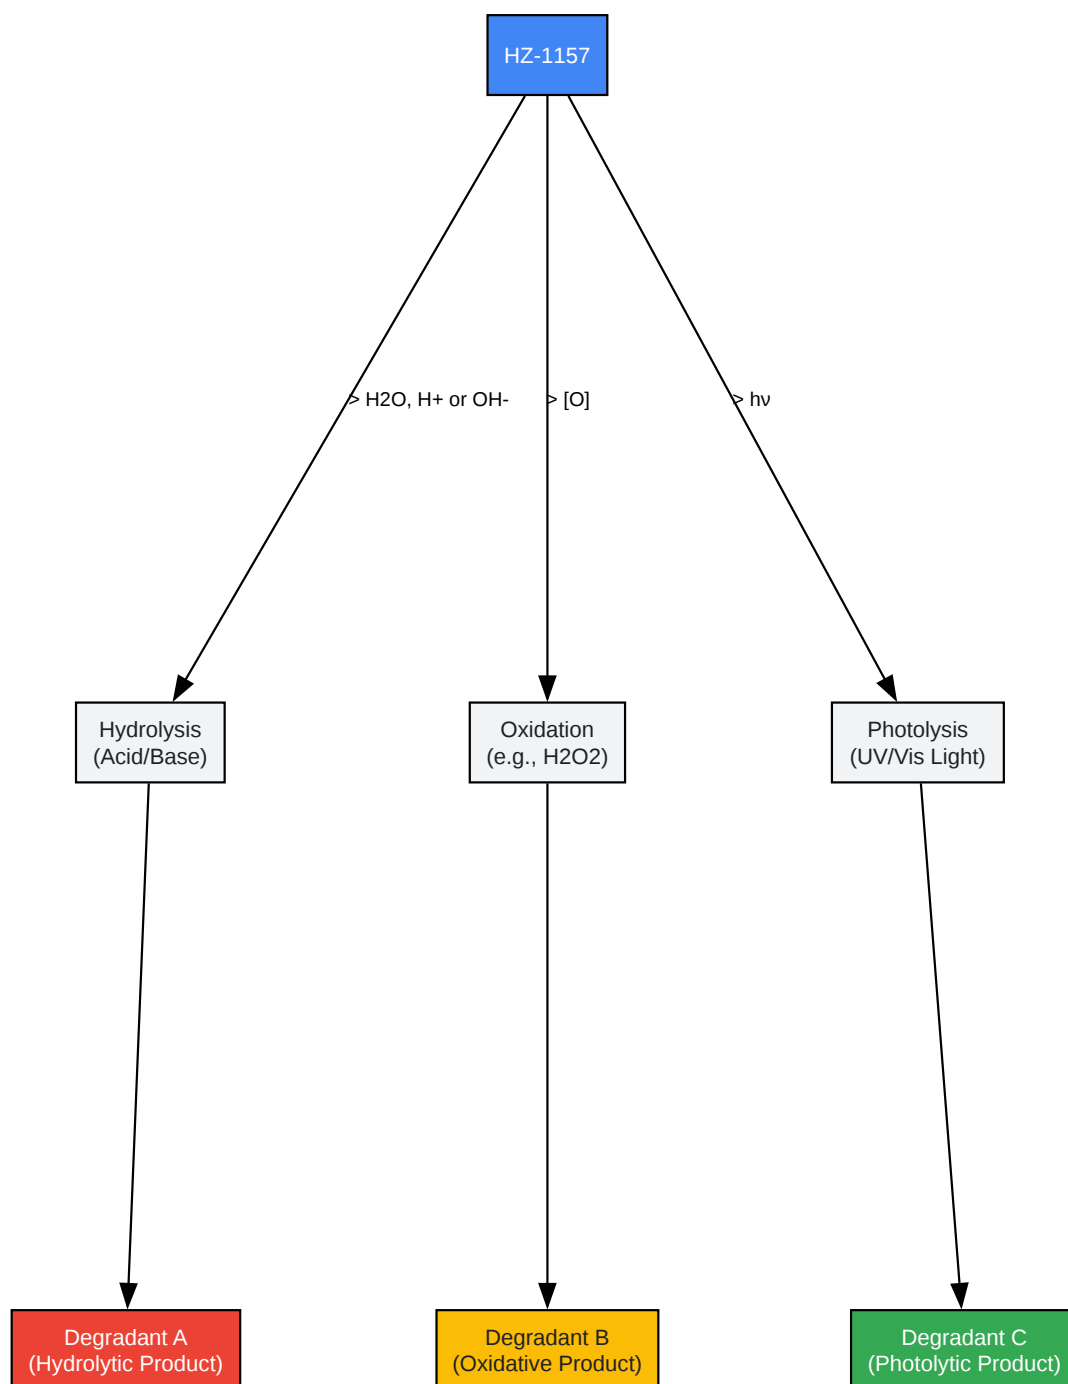 HZ-1157
> H2O, H+ or OH-
> [O]
> hν
Hydrolysis
(Acid/Base)
Oxidation
(e.g., H2O2)
Photolysis
(UV/Vis Light)
Degradant A
(Hydrolytic Product)
Degradant B
(Oxidative Product)
Degradant C
(Photolytic Product)